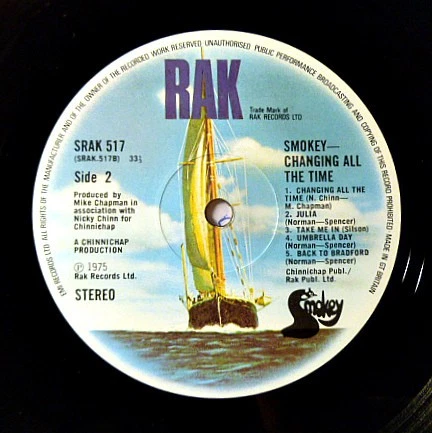 EMI RECORDS LTD. ALL RIGHTS OF THE MANUFACTURER AND OF THE OWNER OF THE RECORDED WORK RESERVED UNAUTHORISED PUBLIC PERFORMANCE BROADCASTING AND COPYING OF THIS RECORD PROHIBITED MADE IN GT BRITAIN
RAK
Trade Mark of
RAK RECORDS LTD
SRAK 517
(SRAK.517B) 33⅓
Side 2
Produced by
Mike Chapman in
association with
Nicky Chinn for
Chinnichap
A CHINNICHAP
PRODUCTION
℗ 1975
Rak Records Ltd.
STEREO
SMOKEY—
CHANGING ALL
THE TIME
1. CHANGING ALL THE
TIME (N. Chinn—
M. Chapman)
2. JULIA
(Norman—Spencer)
3. TAKE ME IN (Silson)
4. UMBRELLA DAY
(Norman—Spencer)
5. BACK TO BRADFORD
(Norman—Spencer)
Chinnichap Publ./
Rak Publ. Ltd.
Smokey